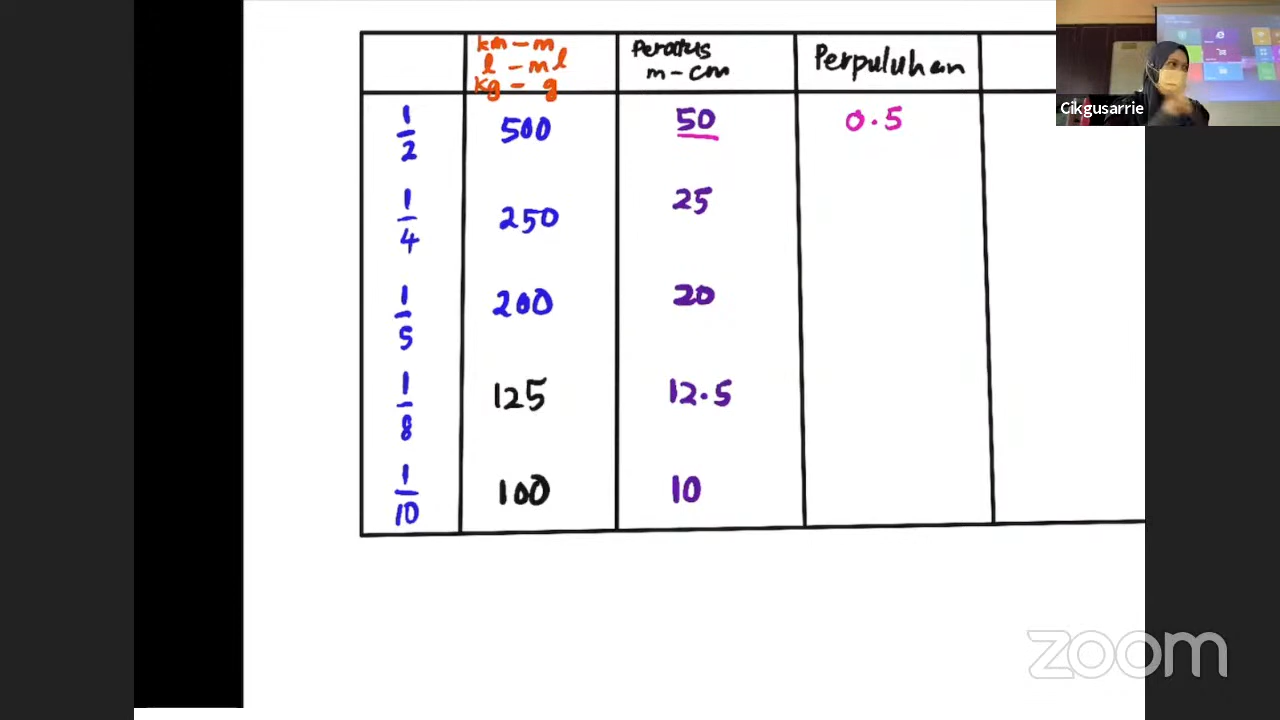 km - m
l - ml
kg - g
Peratus
m - cm
Perpuluhan
Cikgusarrie
1/2 500 50 0.5
1/4 250 25
1/5 200 20
1/8 125 12.5
1/10 100 10
zoom